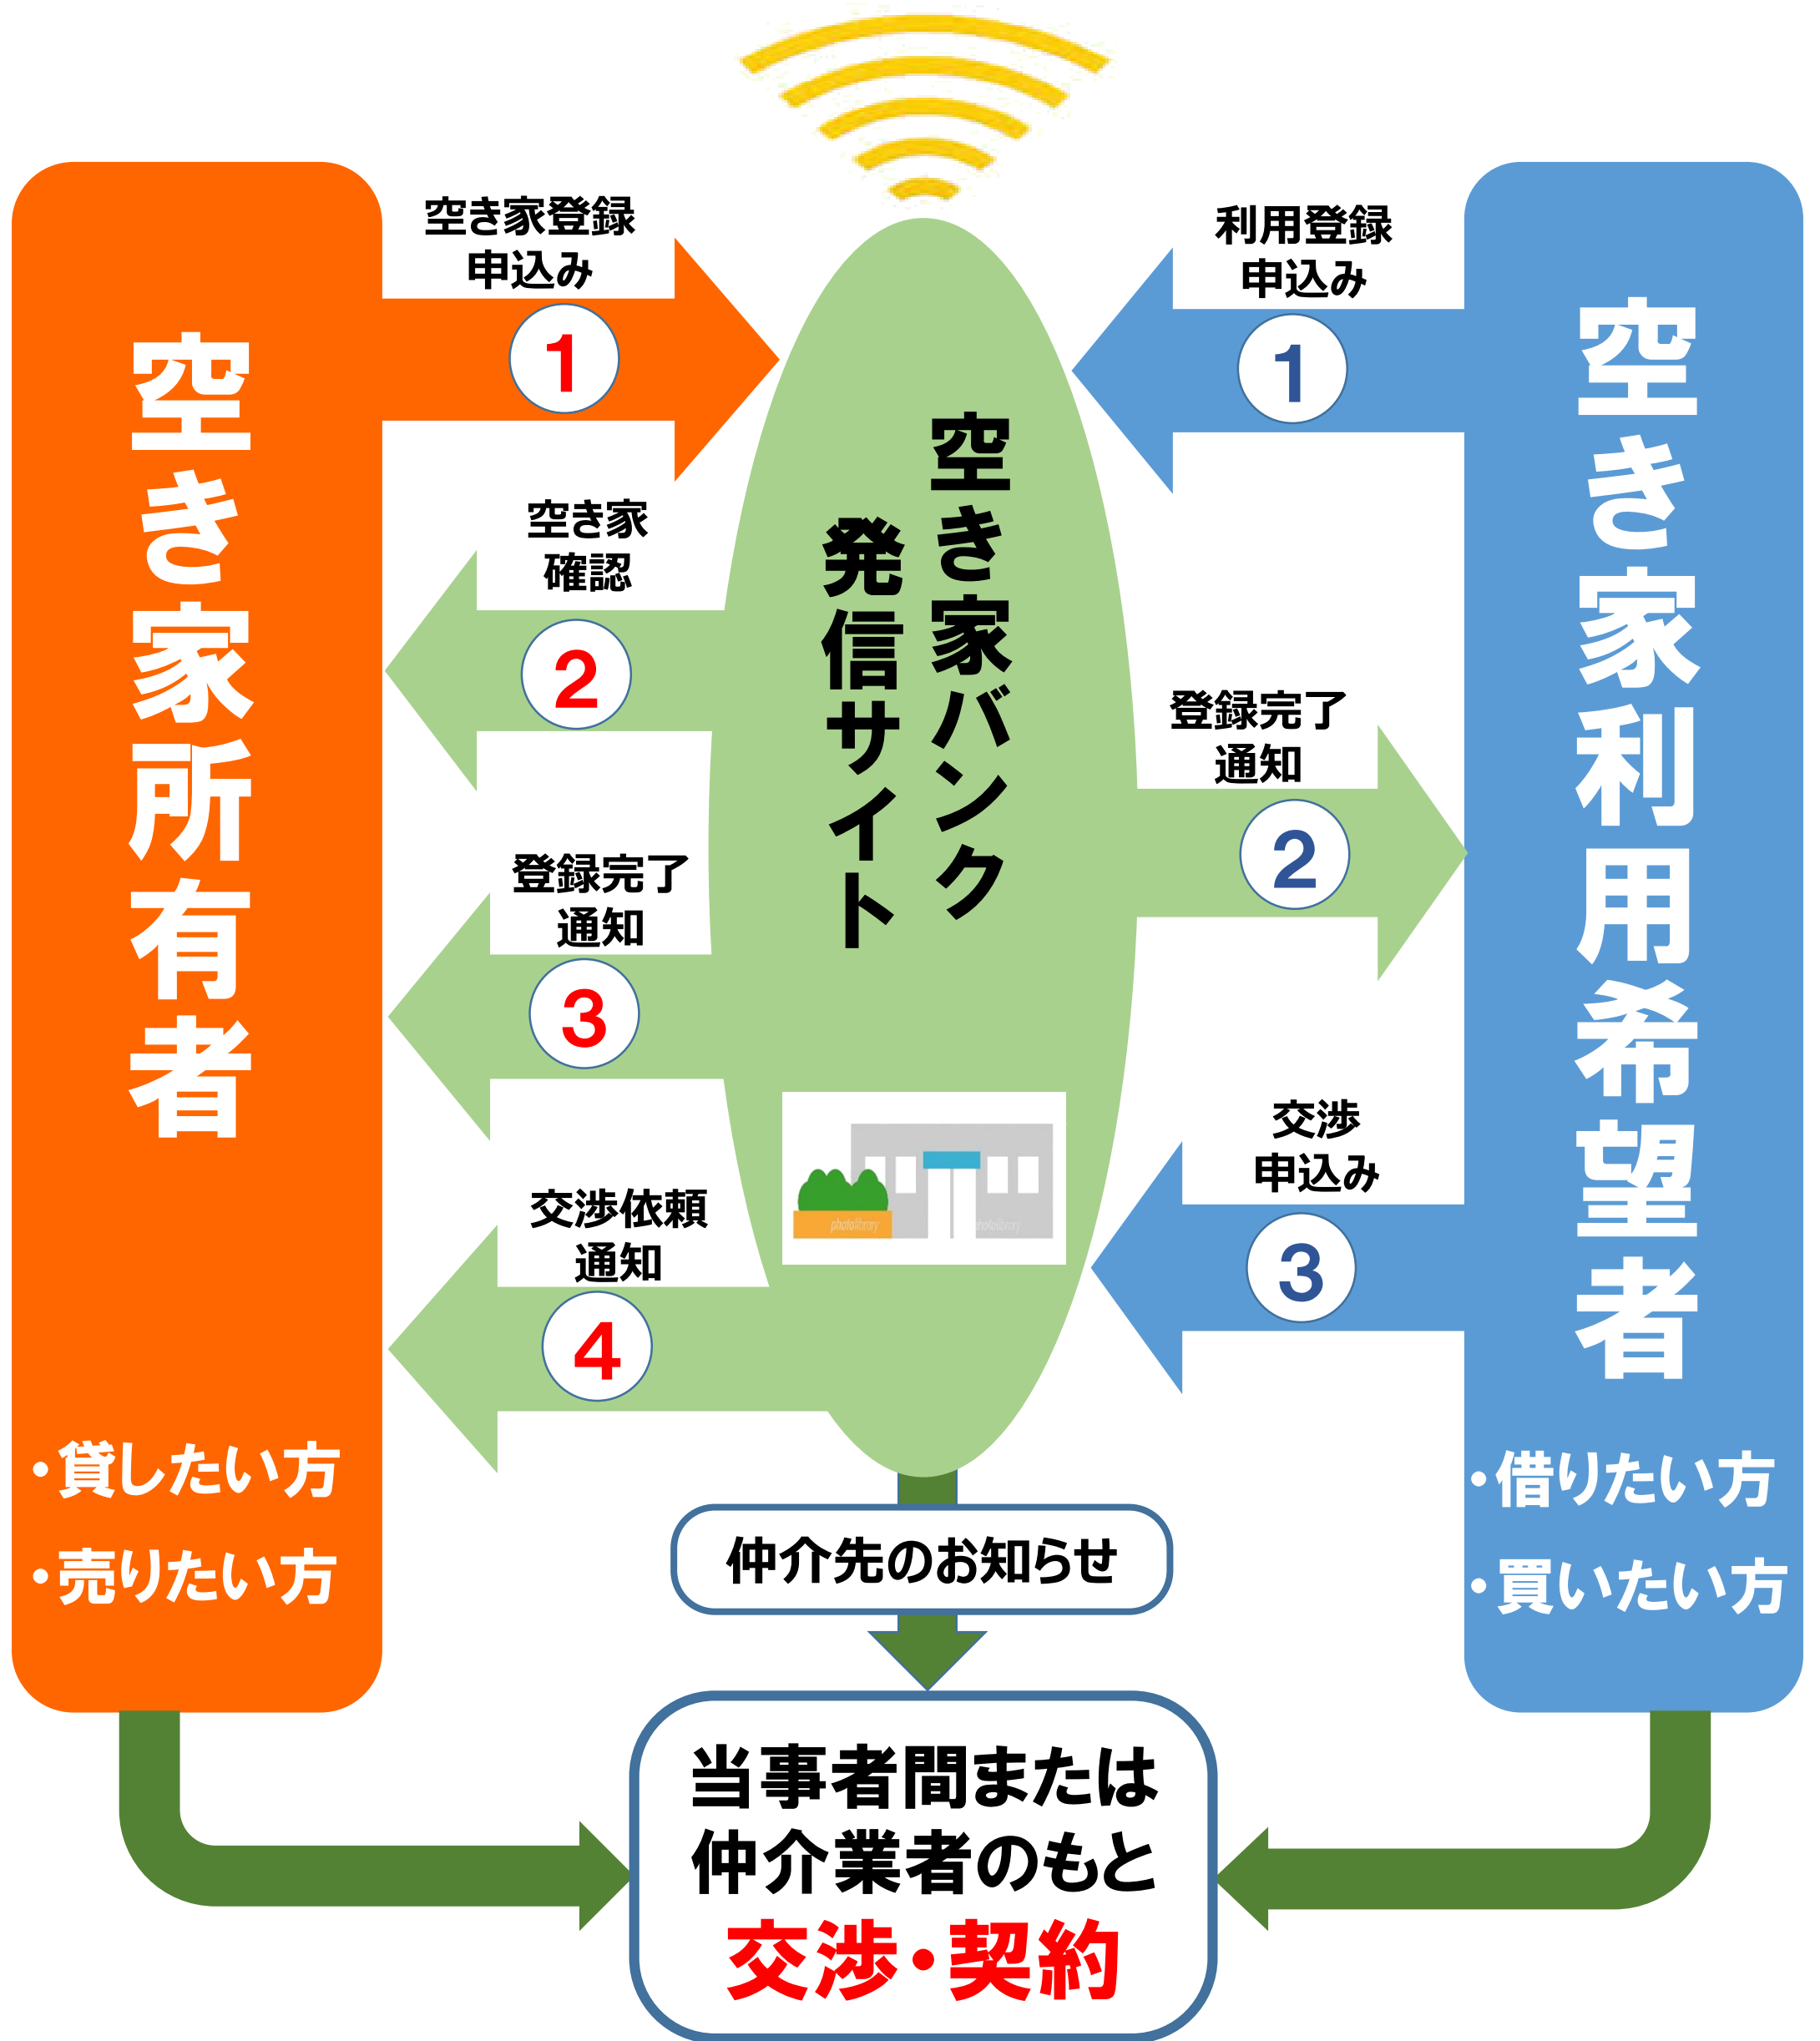 空き家所有者
・貸したい方
・売りたい方
空き家登録
申込み
1
空き家
確認
2
登録完了
通知
3
交渉依頼
通知
4
空き家バンク
発信サイト
photolibrary
photolibrary
利用登録
申込み
1
登録完了
通知
2
交渉
申込み
3
空き家利用希望者
・借りたい方
・買いたい方
仲介先のお知らせ
当事者間または
仲介業者のもと
交渉・契約